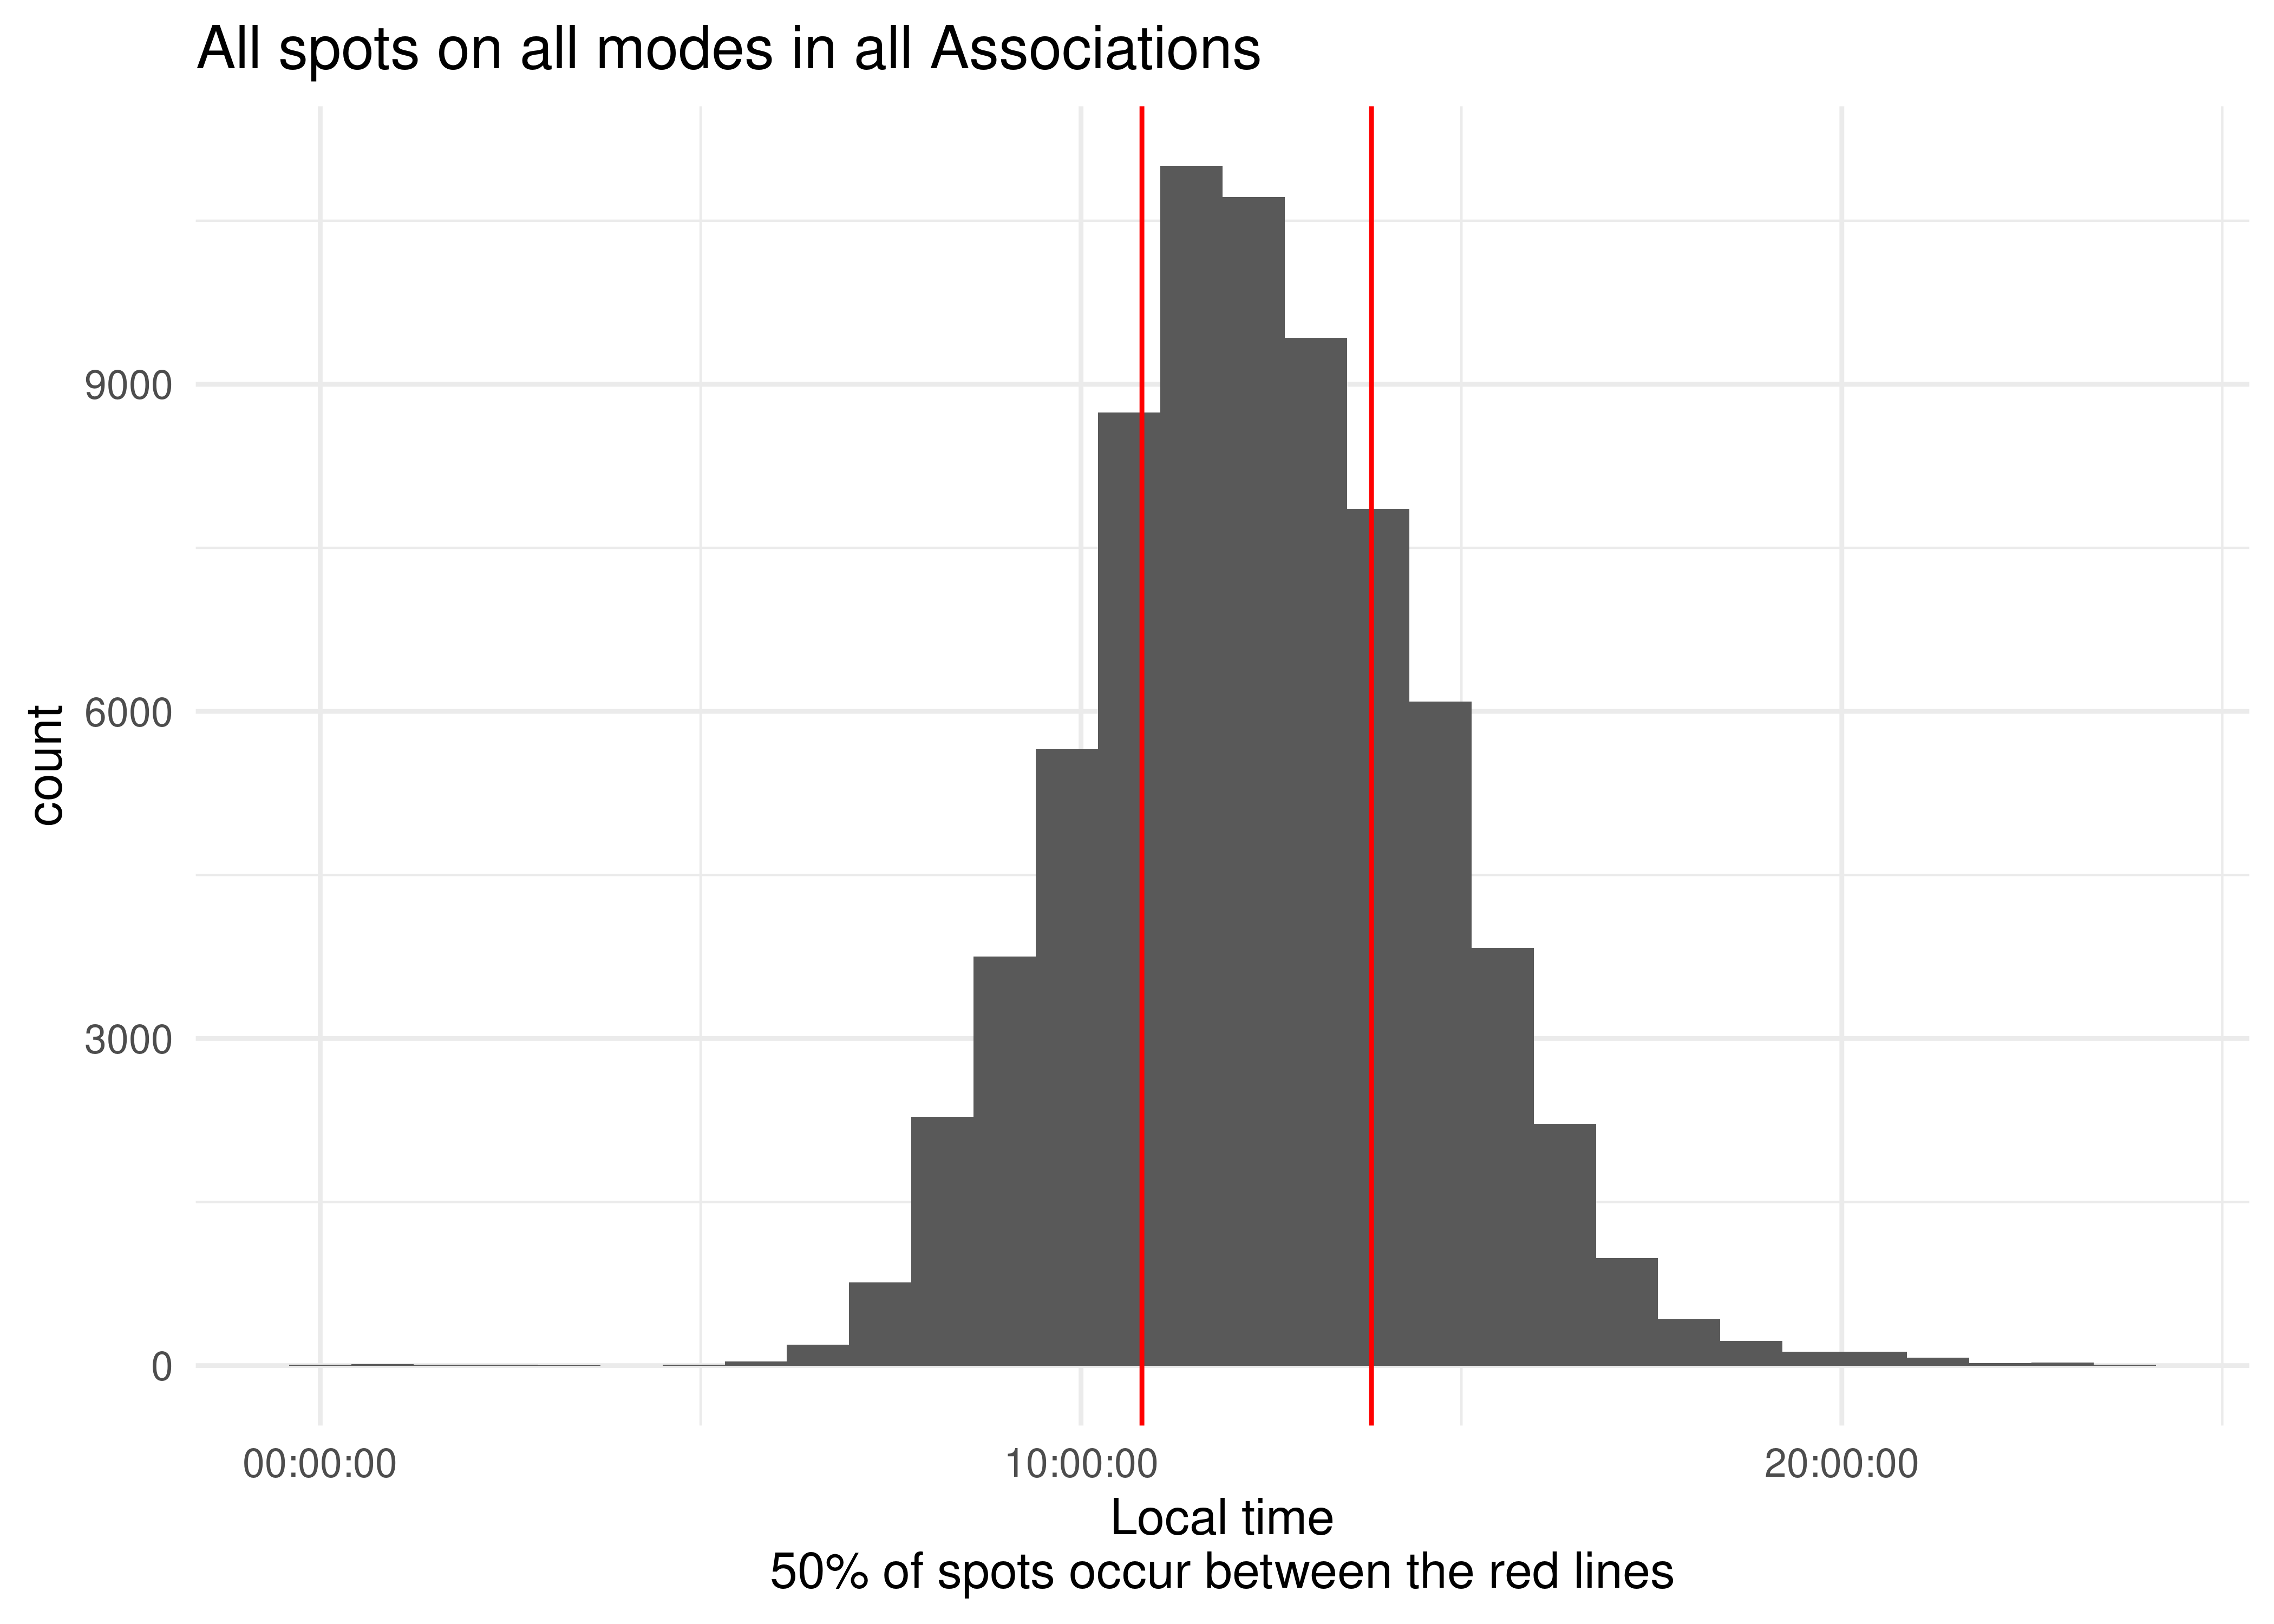 All spots on all modes in all Associations
count
9000
6000
3000
0
00:00:00
10:00:00
20:00:00
Local time
50% of spots occur between the red lines